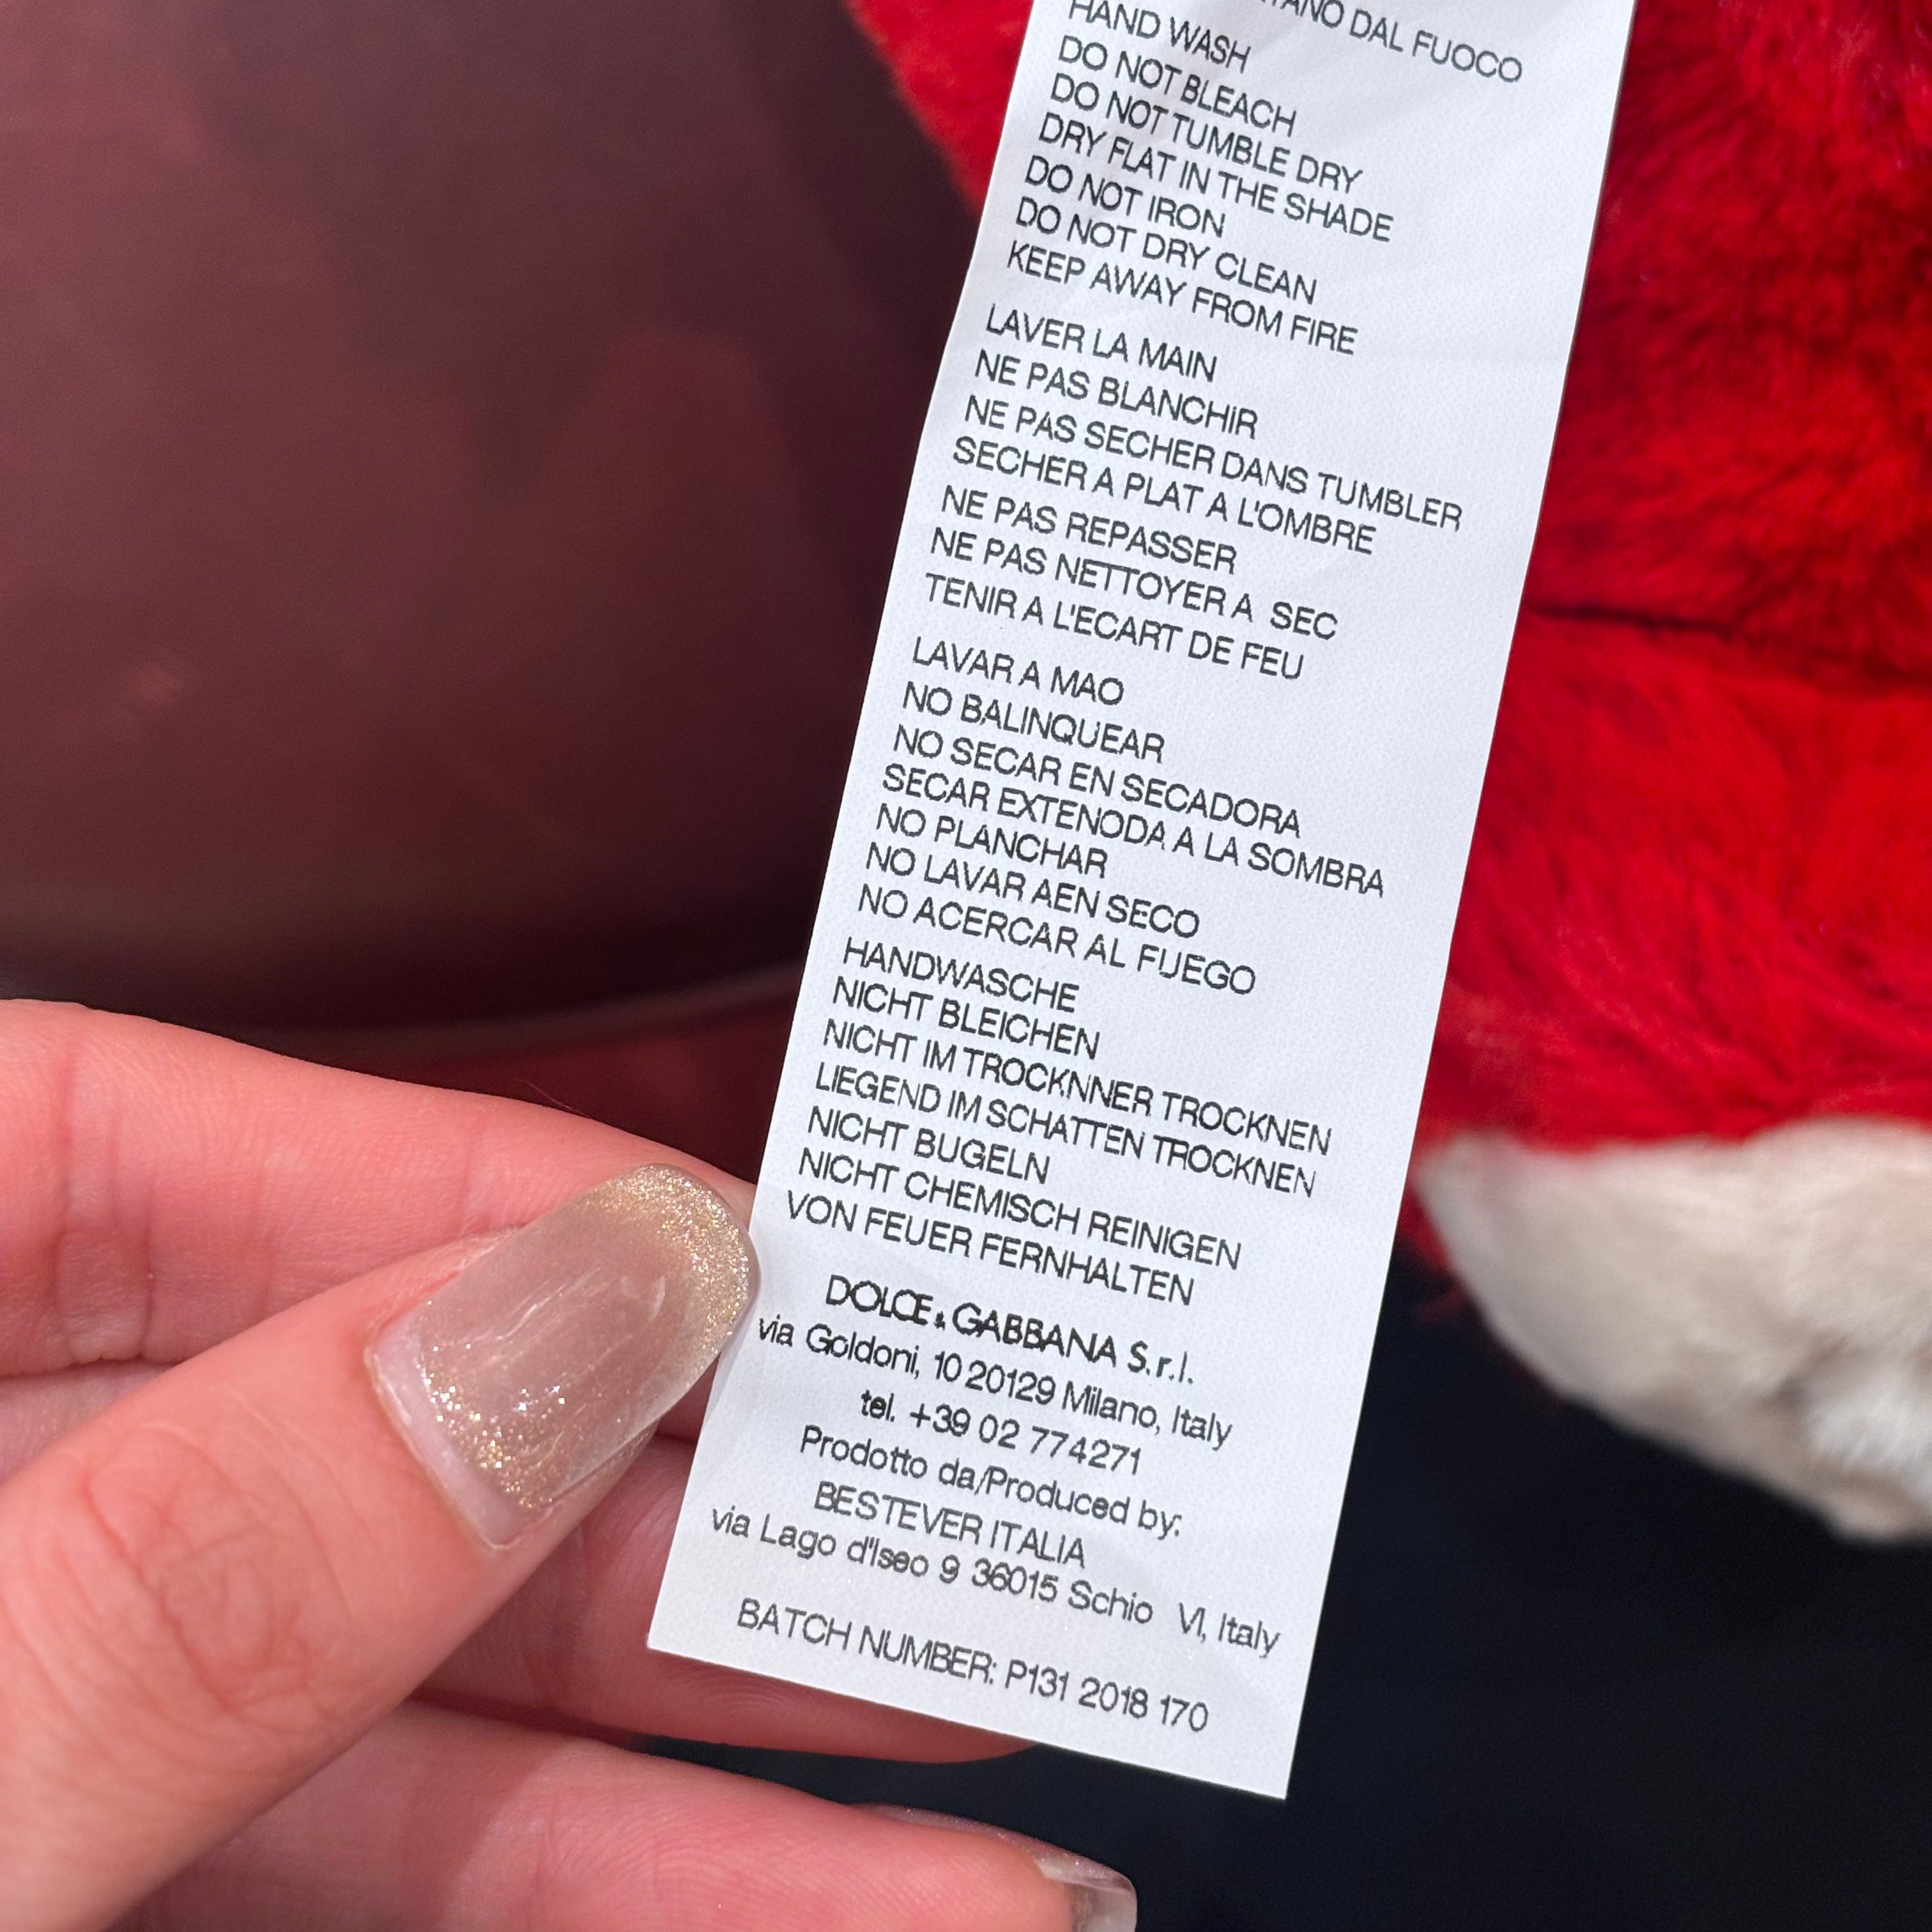 DAL FUOCO
HAND WASH
DO NOT BLEACH
DO NOT TUMBLE DRY
DRY FLAT IN THE SHADE
DO NOT IRON
DO NOT DRY CLEAN
KEEP AWAY FROM FIRE
LAVER LA MAIN
NE PAS BLANCHiR
NE PAS SECHER DANS TUMBLER
SECHER A PLAT A L'OMBRE
NE PAS REPASSER
NE PAS NETTOYER A SEC
TENIR A L'ECART DE FEU
LAVAR A MAO
NO BALINQUEAR
NO SECAR EN SECADORA
SECAR EXTENODA A LA SOMBRA
NO PLANCHAR
NO LAVAR AEN SECO
NO ACERCAR AL FUEGO
HANDWASCHE
NICHT BLEICHEN
NICHT IM TROCKNNER TROCKNEN
LIEGEND IM SCHATTEN TROCKNEN
NICHT BUGELN
NICHT CHEMISCH REINIGEN
VON FEUER FERNHALTEN
DOLCE & GABBANA S.r.l.
via Goldoni, 10 20129 Milano, Italy
tel. +39 02 774271
Prodotto da/Produced by:
BESTEVER ITALIA
via Lago d'Iseo 9 36015 Schio VI, Italy
BATCH NUMBER: P131 2018 170